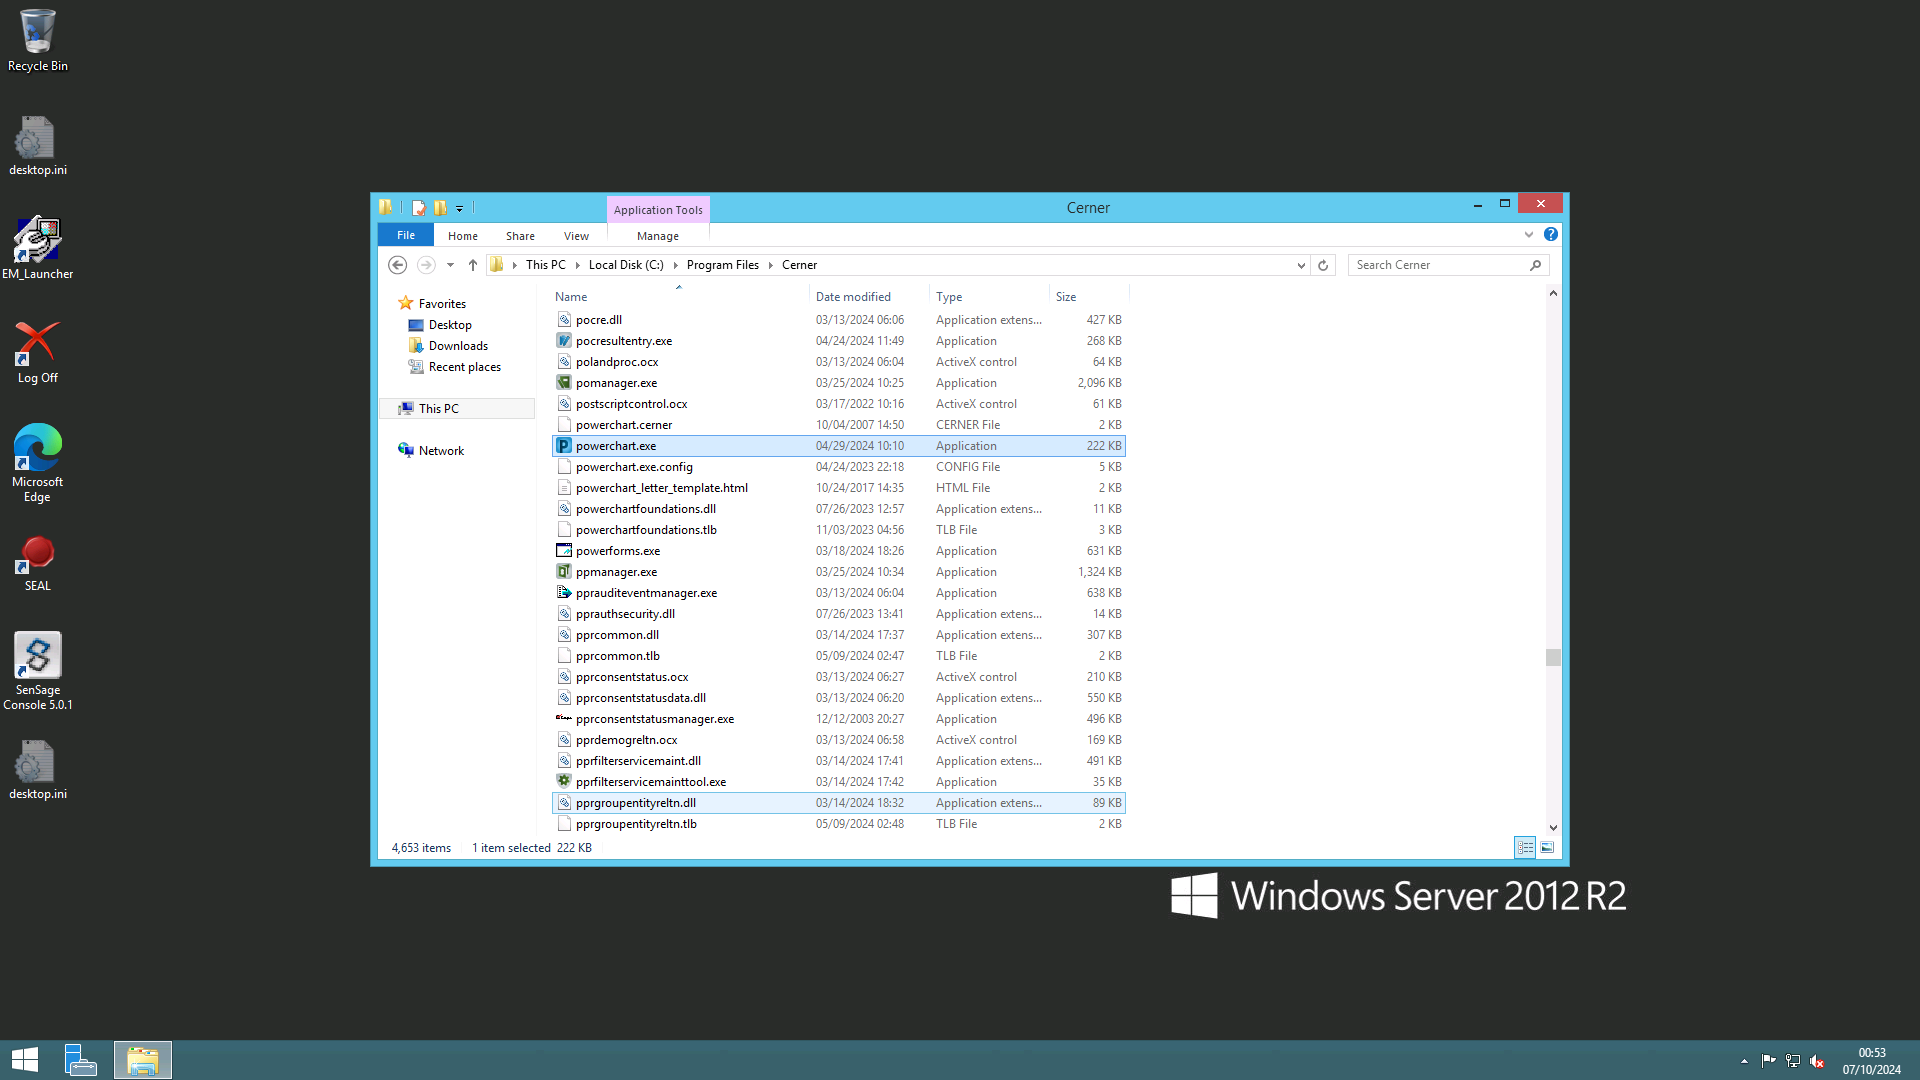 Recycle Bin
desktop.ini
EM_Launcher
Log Off
Microsoft
Edge
SEAL
SenSage
Console 5.0.1
desktop.ini
Application Tools
Cerner
File
Home
Share
View
Manage
This PC
Local Disk (C:)
Program Files
Cerner
Search Cerner
Favorites
Desktop
Downloads
Recent places
This PC
Network
Name Date modified Type Size
pocre.dll 03/13/2024 06:06 Application extens... 427 KB
pocresultentry.exe 04/24/2024 11:49 Application 268 KB
polandproc.ocx 03/13/2024 06:04 ActiveX control 64 KB
pomanager.exe 03/25/2024 10:25 Application 2,096 KB
postscriptcontrol.ocx 03/17/2022 10:16 ActiveX control 61 KB
powerchart.cerner 10/04/2007 14:50 CERNER File 2 KB
powerchart.exe 04/29/2024 10:10 Application 222 KB
powerchart.exe.config 04/24/2023 22:18 CONFIG File 5 KB
powerchart_letter_template.html 10/24/2017 14:35 HTML File 2 KB
powerchartfoundations.dll 07/26/2023 12:57 Application extens... 11 KB
powerchartfoundations.tlb 11/03/2023 04:56 TLB File 3 KB
powerforms.exe 03/18/2024 18:26 Application 631 KB
ppmanager.exe 03/25/2024 10:34 Application 1,324 KB
pprauditeventmanager.exe 03/13/2024 06:04 Application 638 KB
pprauthsecurity.dll 07/26/2023 13:41 Application extens... 14 KB
pprcommon.dll 03/14/2024 17:37 Application extens... 307 KB
pprcommon.tlb 05/09/2024 02:47 TLB File 2 KB
pprconsentstatus.ocx 03/13/2024 06:27 ActiveX control 210 KB
pprconsentstatusdata.dll 03/13/2024 06:20 Application extens... 550 KB
pprconsentstatusmanager.exe 12/12/2003 20:27 Application 496 KB
pprdemogreltn.ocx 03/13/2024 06:58 ActiveX control 169 KB
pprfilterservicemaint.dll 03/14/2024 17:41 Application extens... 491 KB
pprfilterservicemainttool.exe 03/14/2024 17:42 Application 35 KB
pprgroupentityreltn.dll 03/14/2024 18:32 Application extens... 89 KB
pprgroupentityreltn.tlb 05/09/2024 02:48 TLB File 2 KB
4,653 items 1 item selected 222 KB
Windows Server 2012 R2
00:53
07/10/2024